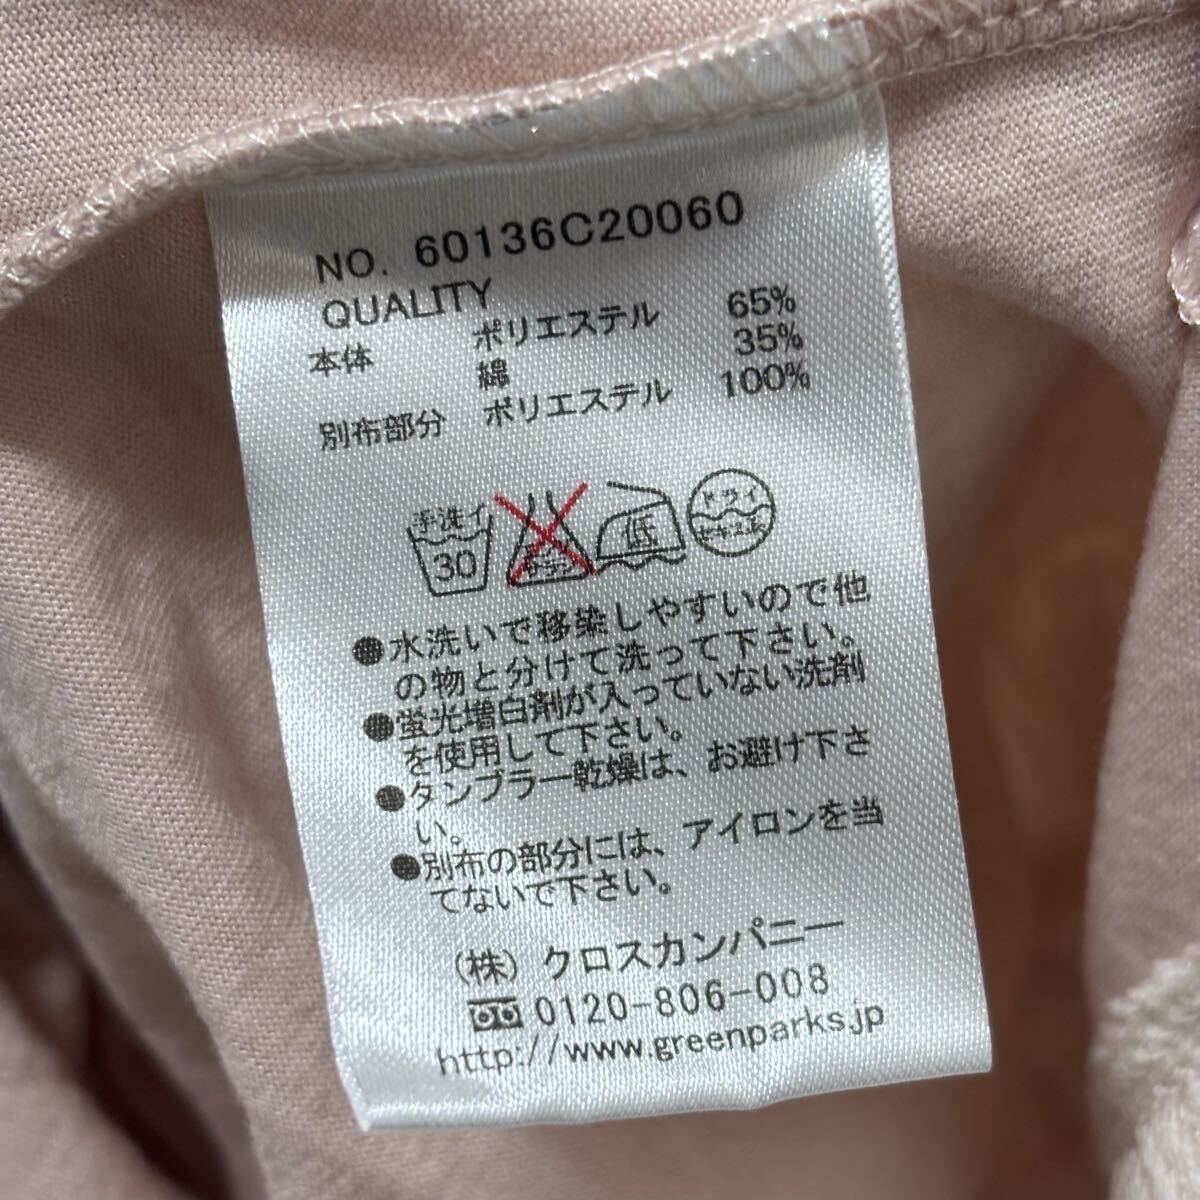 NO. 60136C20060
QUALITY
本体 ポリエステル 65%
綿 35%
別布部分 ポリエステル 100%
手洗イ 30 低 ドライ
●水洗いで移染しやすいので他
の物と分けて洗って下さい。
●蛍光増白剤が入っていない洗剤
を使用して下さい。
●タンブラー乾燥は、お避け下さ
い。
●別布の部分には、アイロンを当
てないで下さい。
(株) クロスカンパニー
0120-806-008
http://www.greenparks.jp